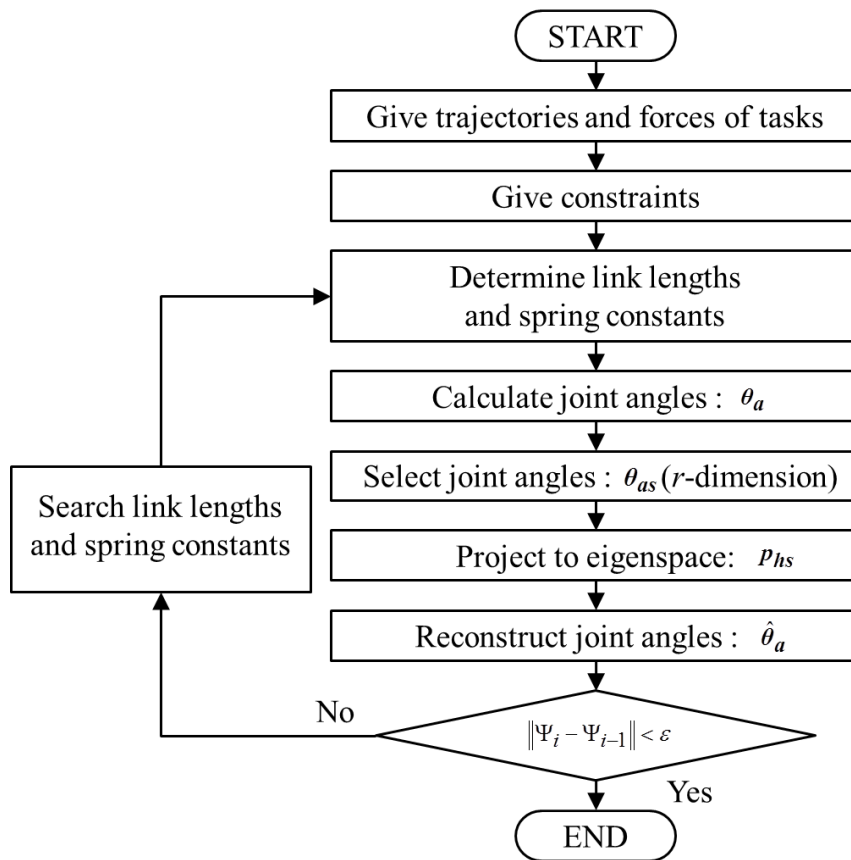 START
Give trajectories and forces of tasks
Give constraints
Determine link lengths
and spring constants
Calculate joint angles : θₐ
Select joint angles : θₐₛ (r-dimension)
Search link lengths
and spring constants
Project to eigenspace: pₕₛ
Reconstruct joint angles : θ̂ₐ
No
‖Ψᵢ – Ψᵢ₋₁‖ < ε
Yes
END